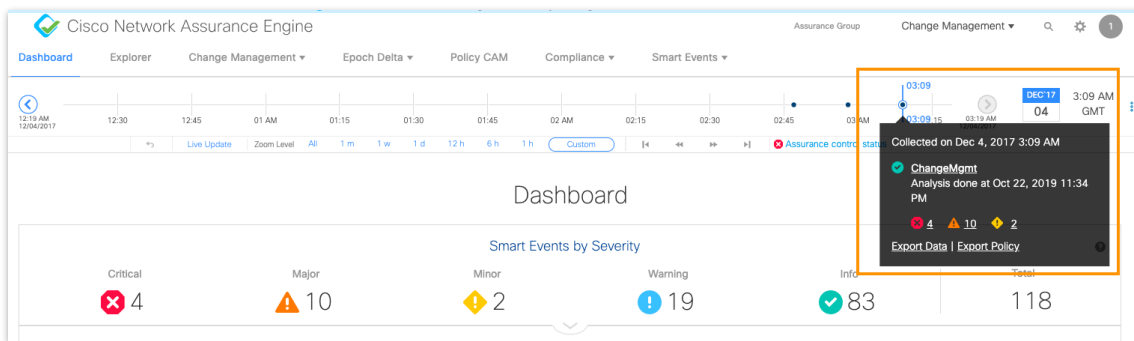 Cisco Network Assurance Engine
Assurance Group
Change Management
1
Dashboard Explorer Change Management Epoch Delta Policy CAM Compliance Smart Events
03:09
DEC'17
04
3:09 AM
GMT
12:19 AM
12/04/2017
12:30 12:45 01 AM 01:15 01:30 01:45 02 AM 02:15 02:30 02:45 03 AM 03:09 15
03:19 AM
12/04/2017
Live Update Zoom Level All 1 m 1 w 1 d 12 h 6 h 1 h Custom
Assurance control status
Collected on Dec 4, 2017 3:09 AM
ChangeMgmt
Analysis done at Oct 22, 2019 11:34
PM
4 10 2
Export Data | Export Policy
Dashboard
Smart Events by Severity
Critical Major Minor Warning Info Total
4 10 2 19 83 118